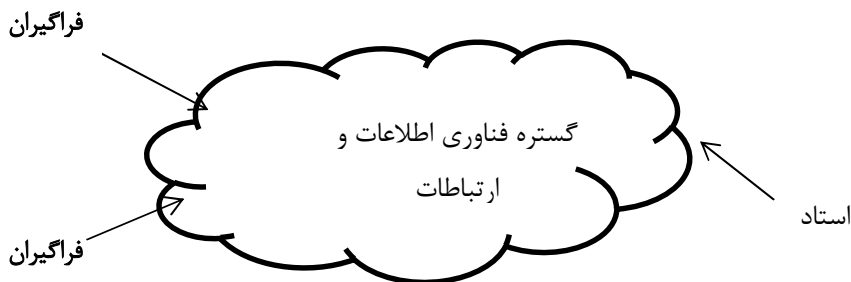 فراگیران
گستره فناوری اطلاعات و
ارتباطات
استاد
فراگیران